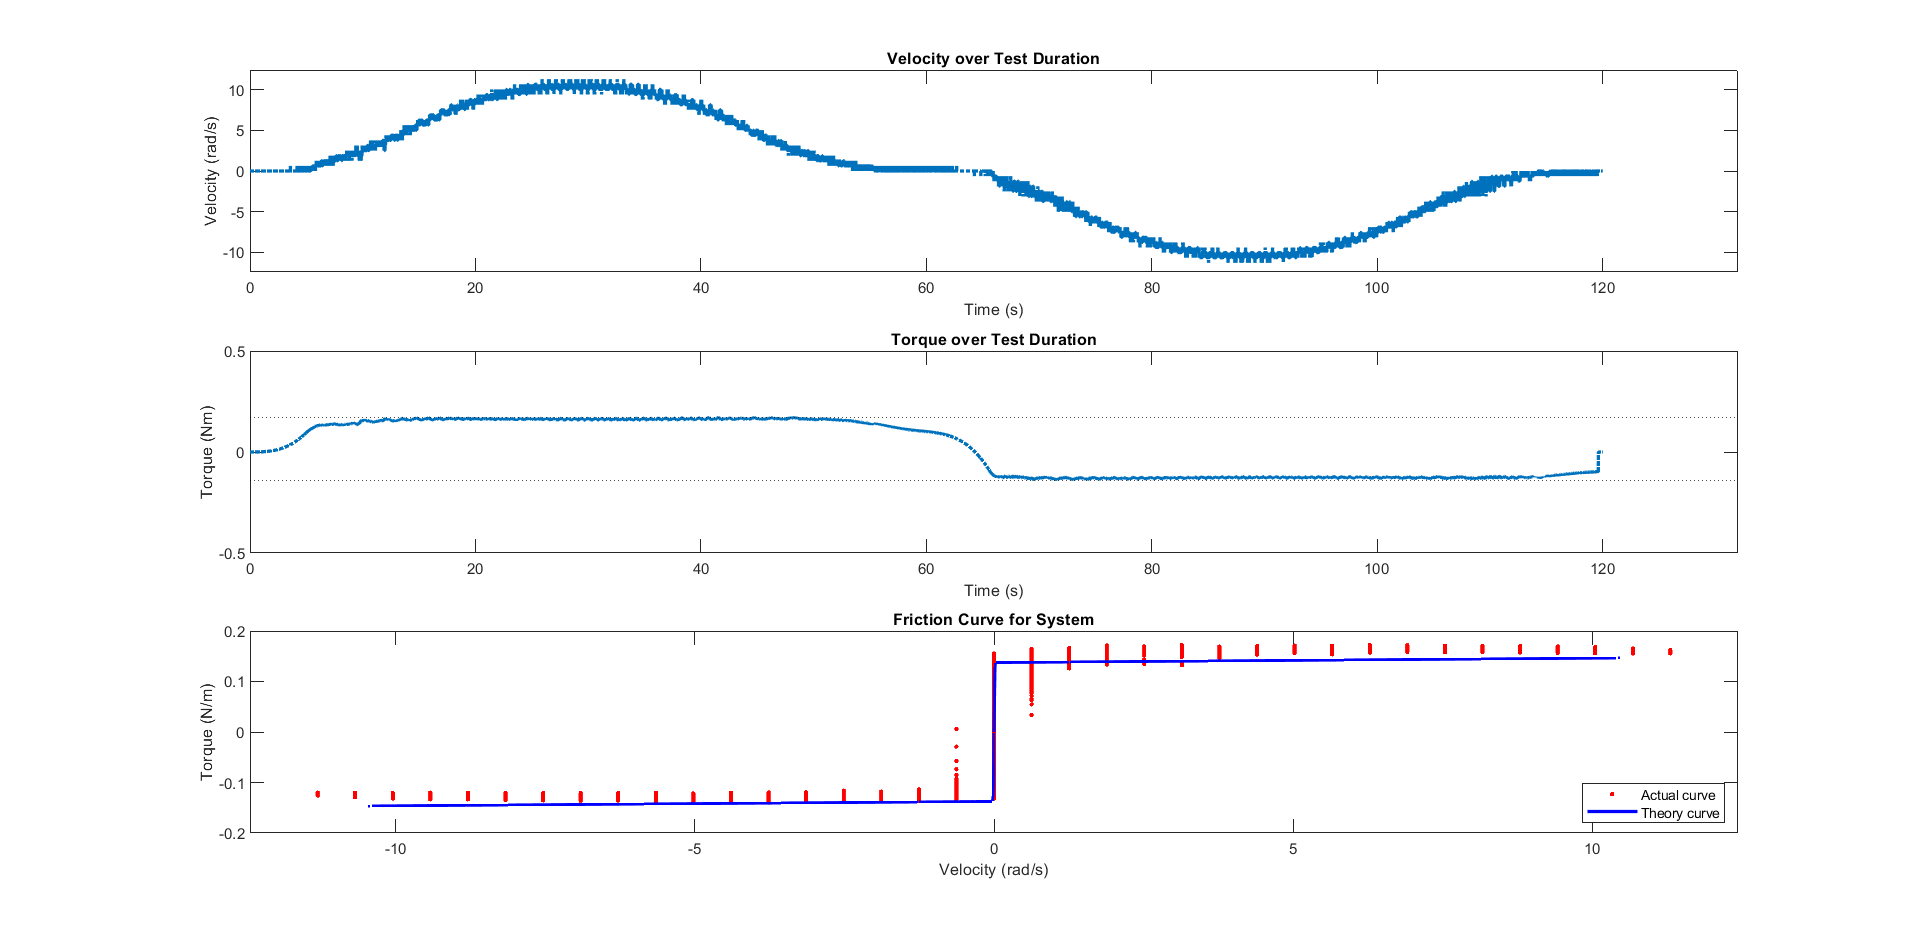 Velocity over Test Duration
Velocity (rad/s)
10
5
0
-5
-10
0 20 40 60 80 100 120
Time (s)
Torque over Test Duration
Torque (Nm)
0.5
0
-0.5
0 20 40 60 80 100 120
Time (s)
Friction Curve for System
Torque (N/m)
0.2
0.1
0
-0.1
-0.2
Actual curve
Theory curve
-10 -5 0 5 10
Velocity (rad/s)